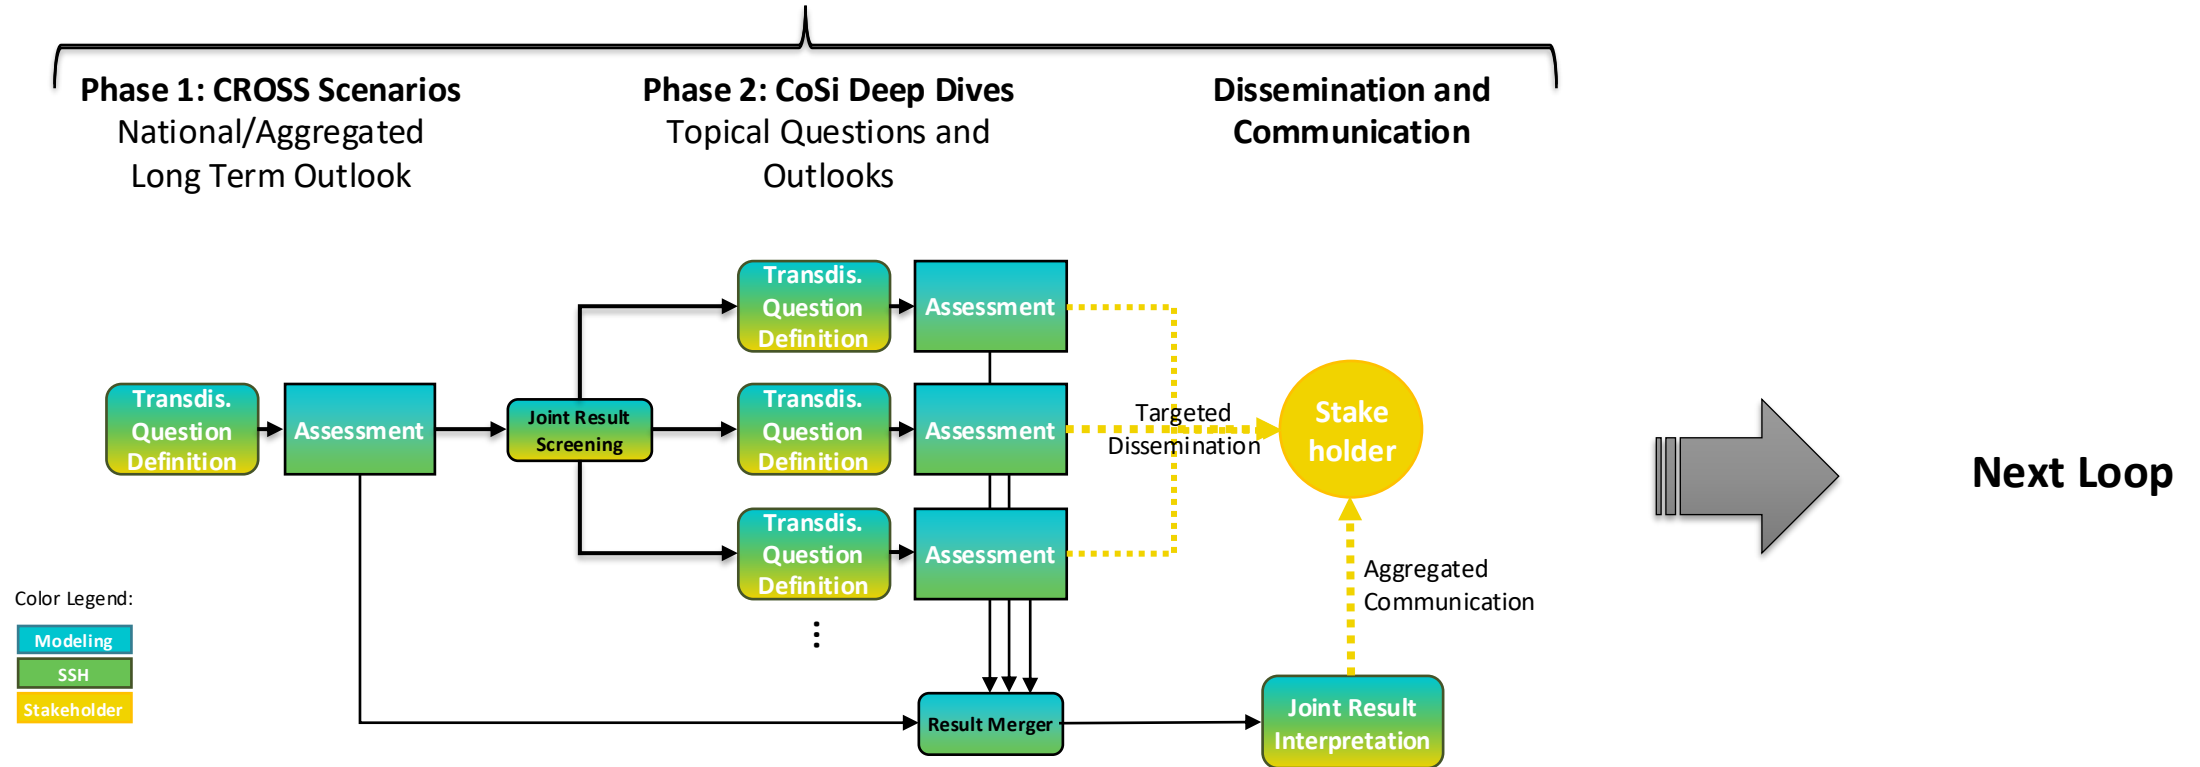 Phase 1: CROSS Scenarios
National/Aggregated
Long Term Outlook
Phase 2: CoSi Deep Dives
Topical Questions and
Outlooks
Dissemination and
Communication
Transdis.
Question
Definition
Assessment
Joint Result
Screening
Transdis.
Question
Definition
Assessment
Transdis.
Question
Definition
Assessment
Transdis.
Question
Definition
Assessment
...
Targeted
Dissemination
Stake
holder
Aggregated
Communication
Result Merger
Joint Result
Interpretation
Next Loop
Color Legend:
Modeling
SSH
Stakeholder